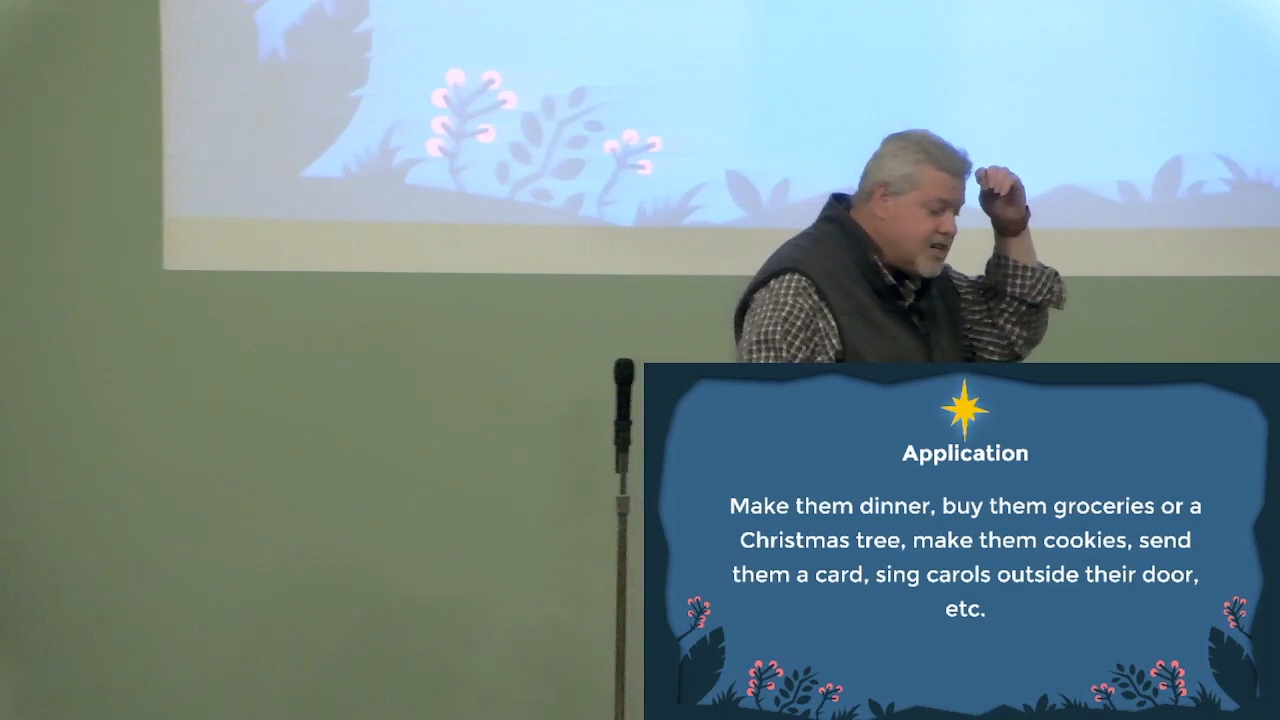 Application
Make them dinner, buy them groceries or a
Christmas tree, make them cookies, send
them a card, sing carols outside their door,
etc.